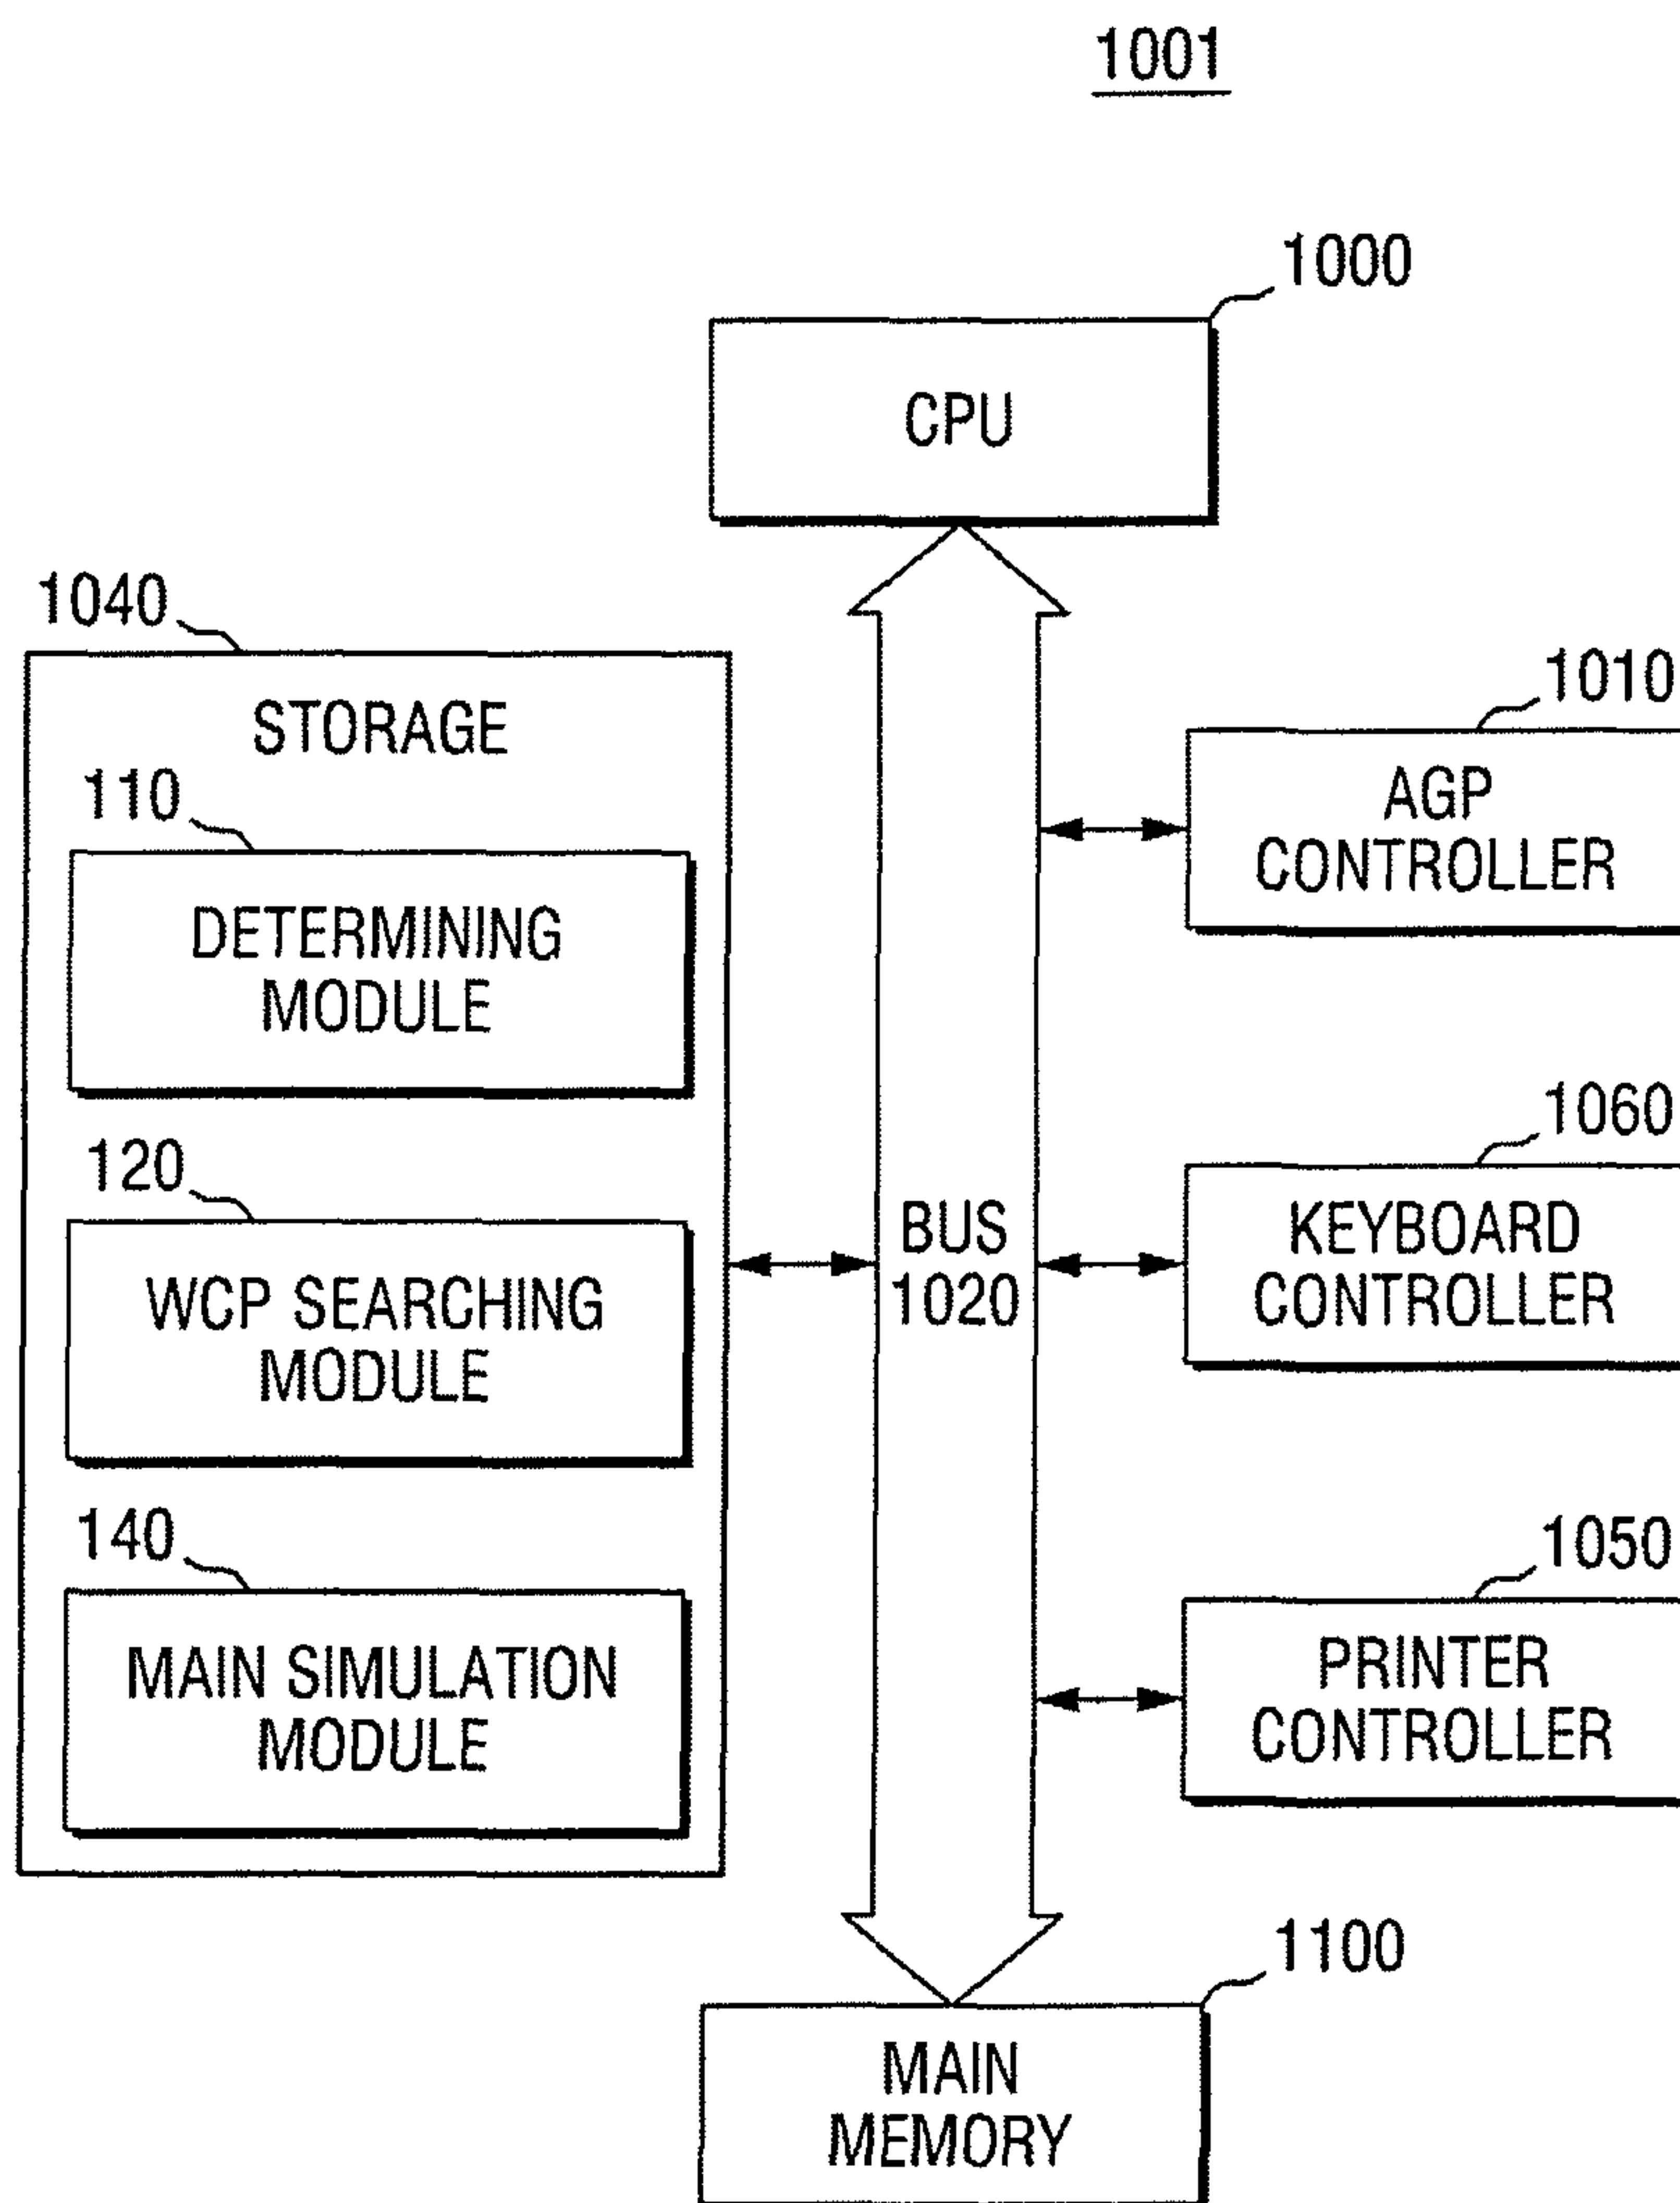 1001
1000
CPU
1040
STORAGE
110
DETERMINING
MODULE
120
WCP SEARCHING
MODULE
140
MAIN SIMULATION
MODULE
BUS
1020
1010
AGP
CONTROLLER
1060
KEYBOARD
CONTROLLER
1050
PRINTER
CONTROLLER
1100
MAIN
MEMORY